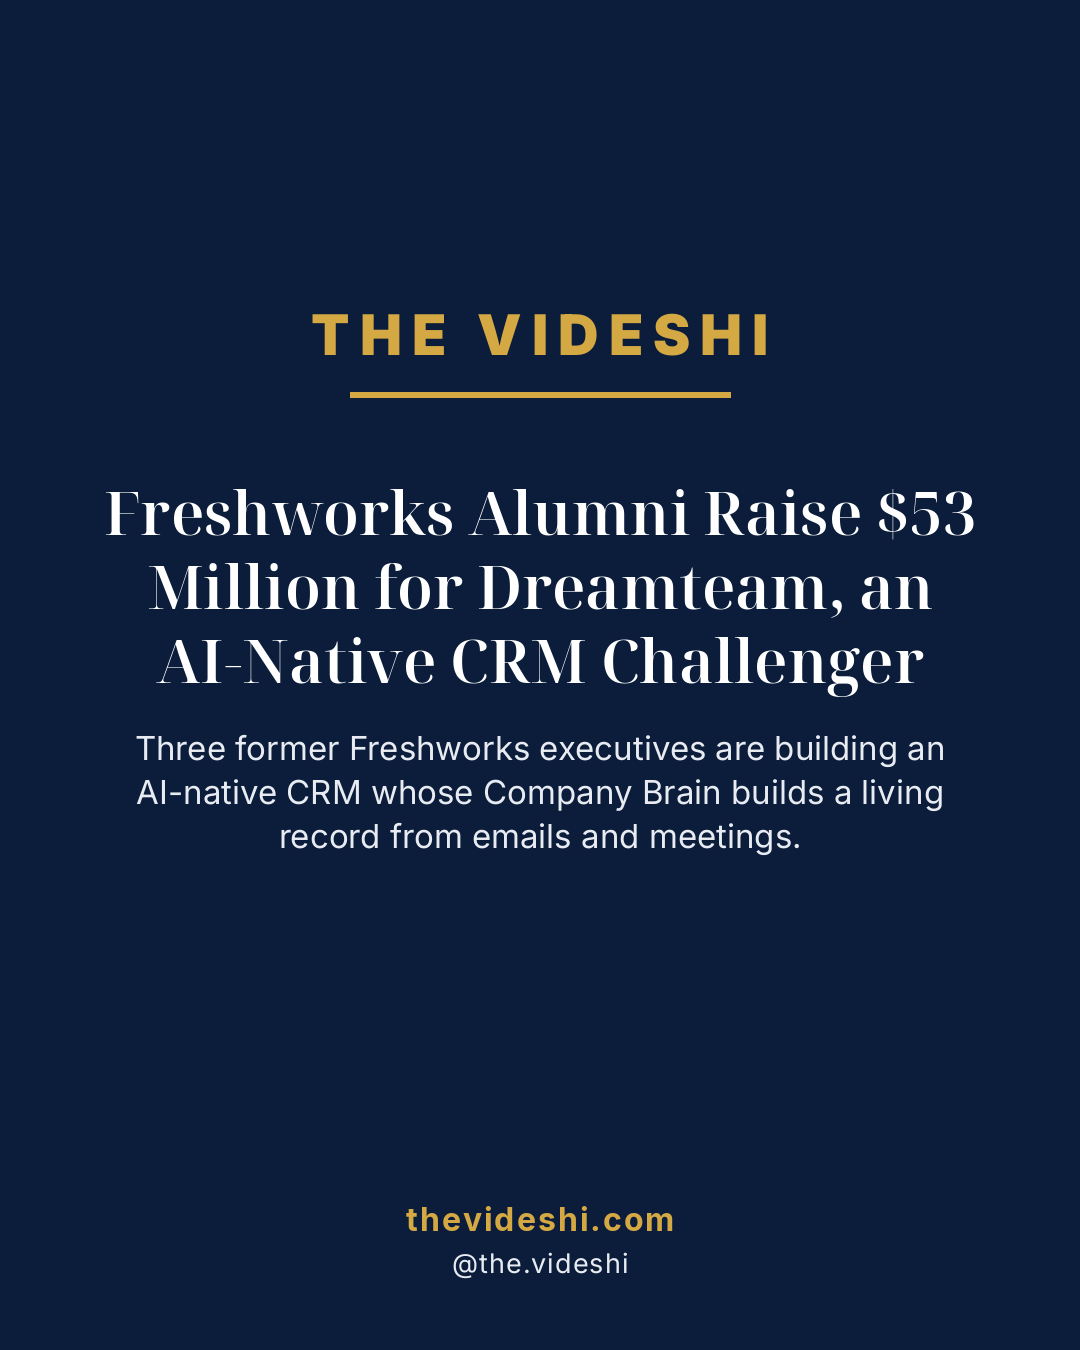 THE VIDESHI
Freshworks Alumni Raise $53
Million for Dreamteam, an
AI-Native CRM Challenger
Three former Freshworks executives are building an
AI-native CRM whose Company Brain builds a living
record from emails and meetings.
thevideshi.com
@the.videshi